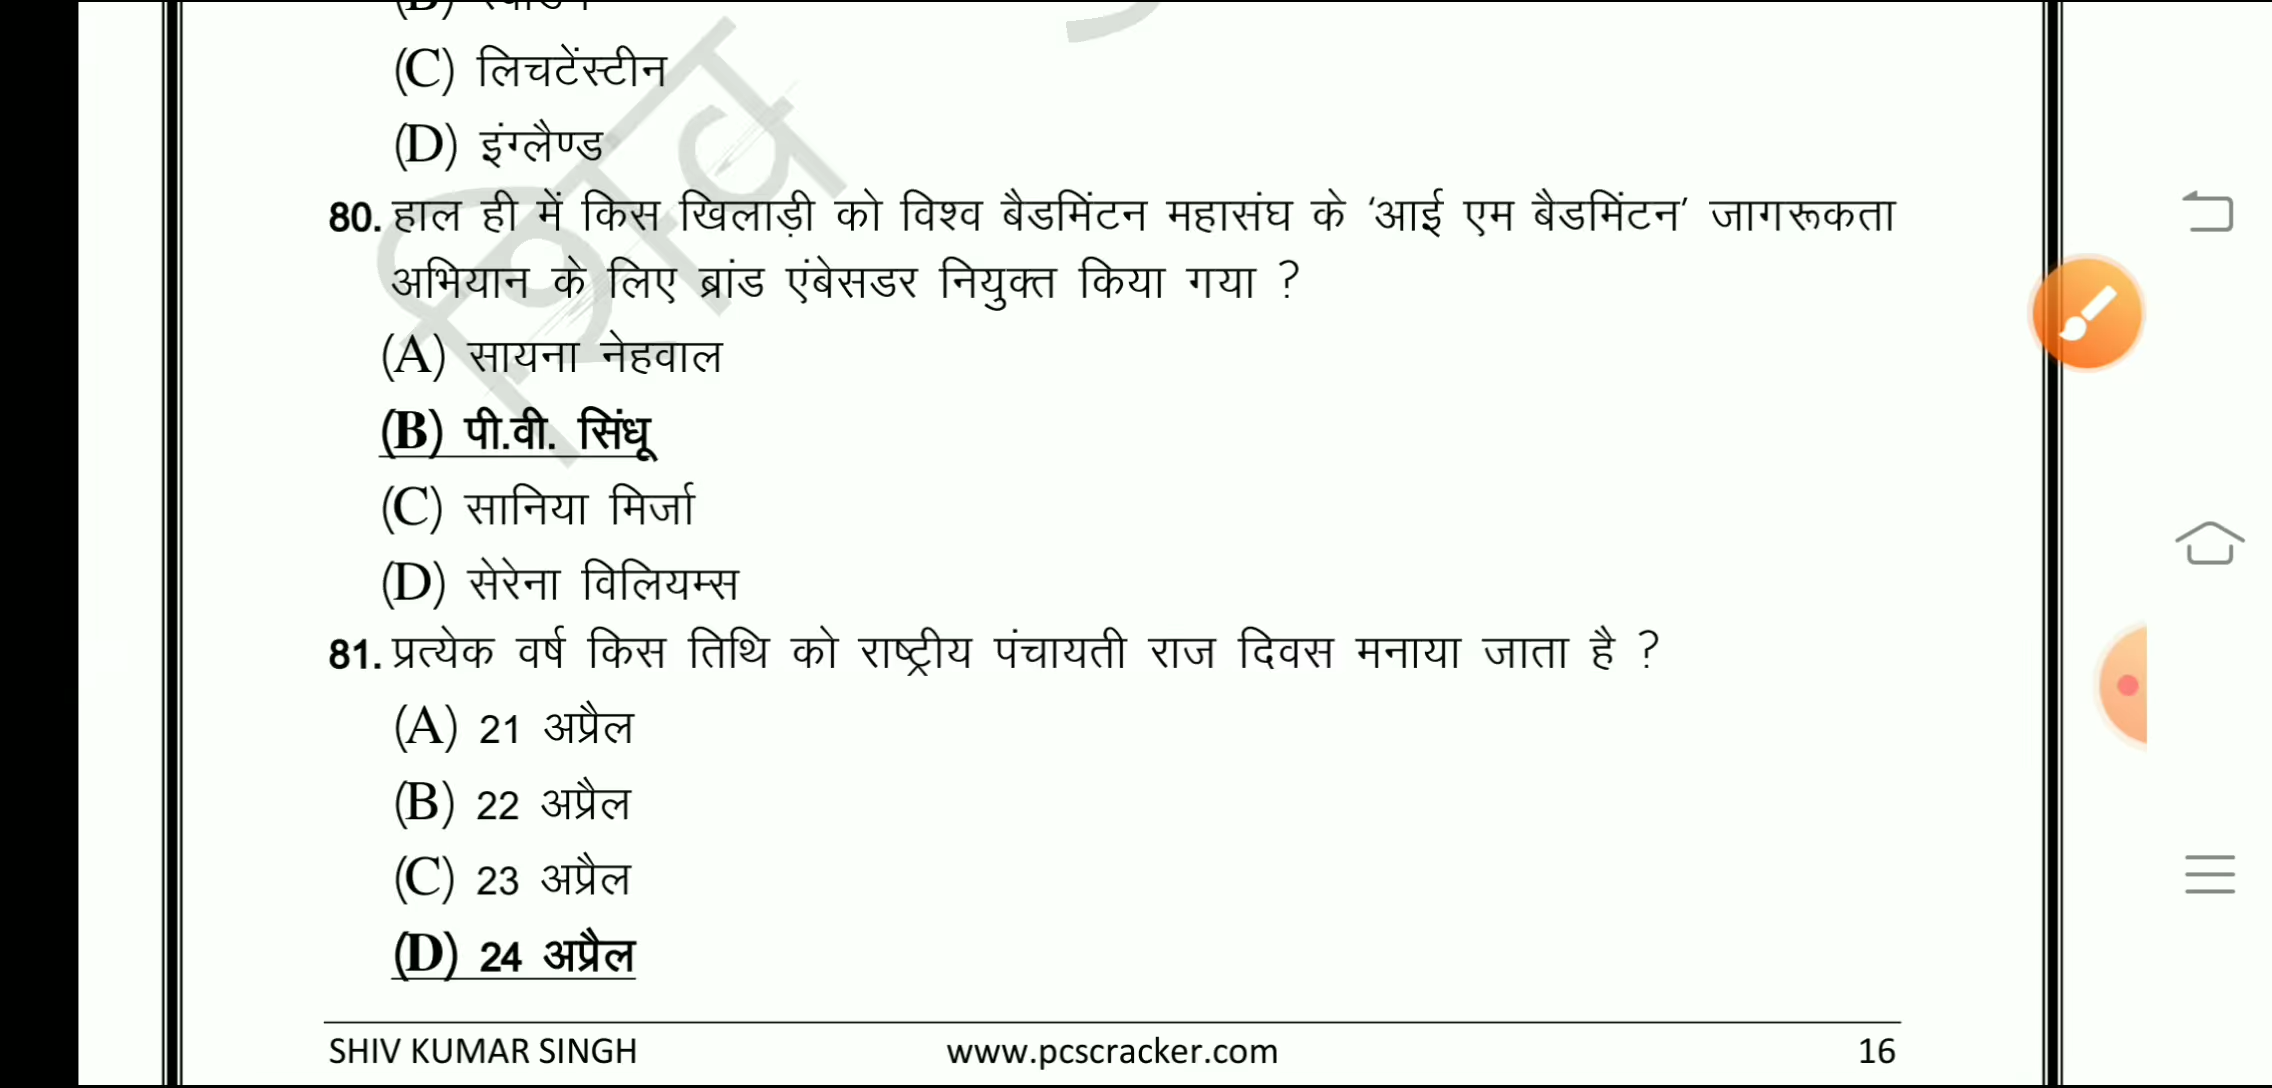 (C) लिचटेंस्टीन
(D) इंग्लैण्ड
80. हाल ही में किस खिलाड़ी को विश्व बैडमिंटन महासंघ के ‘आई एम बैडमिंटन’ जागरूकता
अभियान के लिए ब्रांड एंबेसडर नियुक्त किया गया ?
(A) सायना नेहवाल
(B) पी.वी. सिंधू
(C) सानिया मिर्जा
(D) सेरेना विलियम्स
81. प्रत्येक वर्ष किस तिथि को राष्ट्रीय पंचायती राज दिवस मनाया जाता है ?
(A) 21 अप्रैल
(B) 22 अप्रैल
(C) 23 अप्रैल
(D) 24 अप्रैल
SHIV KUMAR SINGH www.pcscracker.com 16
शिव